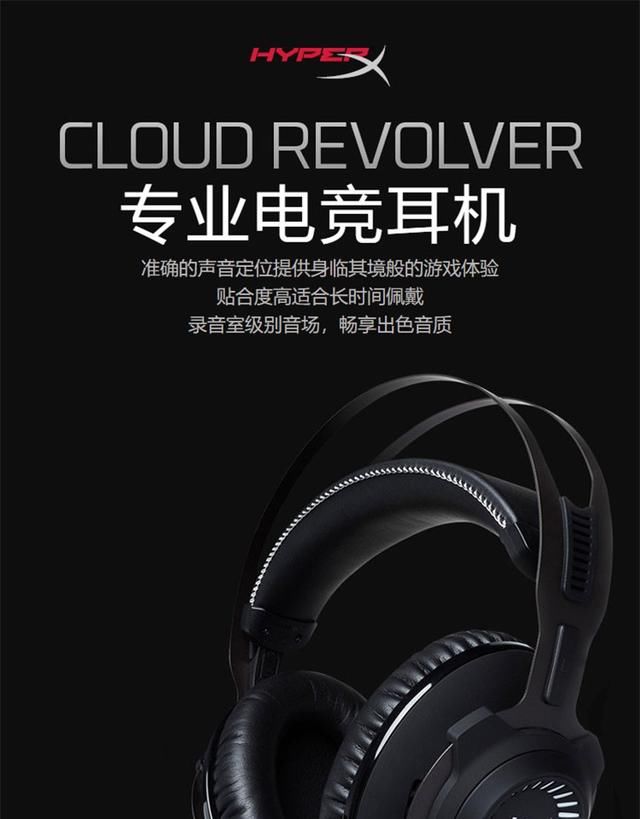 HYPERX
CLOUD REVOLVER
专业电竞耳机
准确的声音定位提供身临其境般的游戏体验
贴合度高适合长时间佩戴
录音室级别音场，畅享出色音质